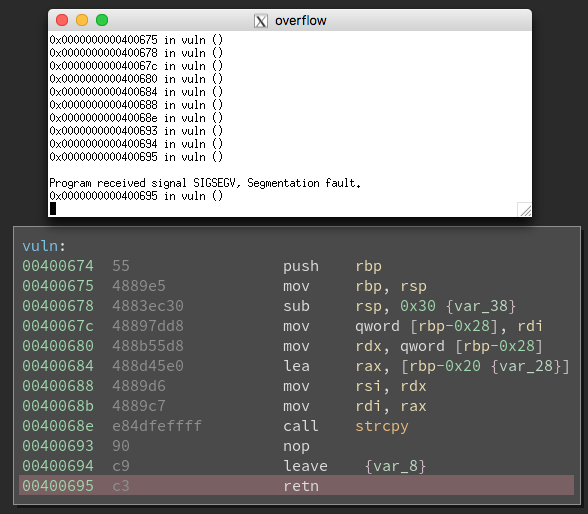 overflow
0x0000000000400675 in vuln ()
0x0000000000400678 in vuln ()
0x000000000040067c in vuln ()
0x0000000000400680 in vuln ()
0x0000000000400684 in vuln ()
0x0000000000400688 in vuln ()
0x000000000040068e in vuln ()
0x0000000000400693 in vuln ()
0x0000000000400694 in vuln ()
0x0000000000400695 in vuln ()
Program received signal SIGSEGV, Segmentation fault.
0x0000000000400695 in vuln ()
vuln:
00400674 55 push rbp
00400675 4889e5 mov rbp, rsp
00400678 4883ec30 sub rsp, 0x30 {var_38}
0040067c 48897dd8 mov qword [rbp-0x28], rdi
00400680 488b55d8 mov rdx, qword [rbp-0x28]
00400684 488d45e0 lea rax, [rbp-0x20 {var_28}]
00400688 4889d6 mov rsi, rdx
0040068b 4889c7 mov rdi, rax
0040068e e84dfeffff call strcpy
00400693 90 nop
00400694 c9 leave {var_8}
00400695 c3 retn